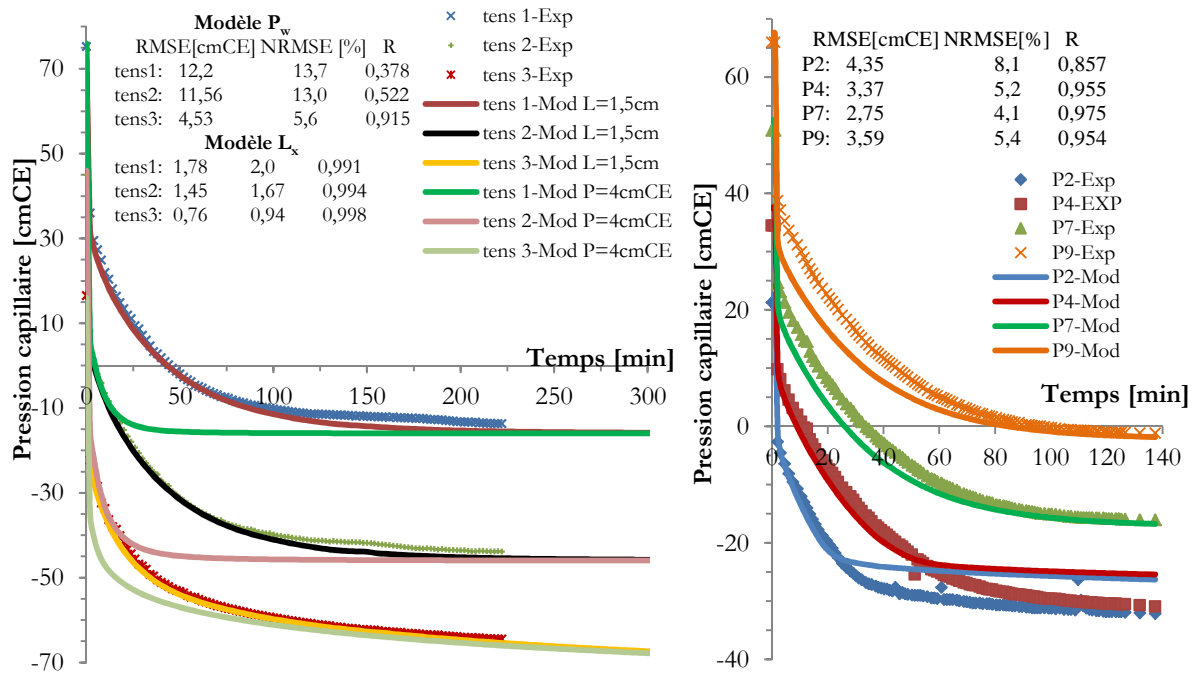 Modèle Pw
RMSE[cmCE] NRMSE [%] R
tens1: 12,2 13,7 0,378
tens2: 11,56 13,0 0,522
tens3: 4,53 5,6 0,915
Modèle Lx
tens1: 1,78 2,0 0,991
tens2: 1,45 1,67 0,994
tens3: 0,76 0,94 0,998
tens 1-Exp
tens 2-Exp
tens 3-Exp
tens 1-Mod L=1,5cm
tens 2-Mod L=1,5cm
tens 3-Mod L=1,5cm
tens 1-Mod P=4cmCE
tens 2-Mod P=4cmCE
tens 3-Mod P=4cmCE
Pression capillaire [cmCE]
70
50
30
10
-10
-30
-50
-70
Temps [min]
0 50 100 150 200 250 300
RMSE[cmCE] NRMSE[%] R
P2: 4,35 8,1 0,857
P4: 3,37 5,2 0,955
P7: 2,75 4,1 0,975
P9: 3,59 5,4 0,954
P2-Exp
P4-EXP
P7-Exp
P9-Exp
P2-Mod
P4-Mod
P7-Mod
P9-Mod
Pression capillaire [cmCE]
60
40
20
0
-20
-40
Temps [min]
0 20 40 60 80 100 120 140